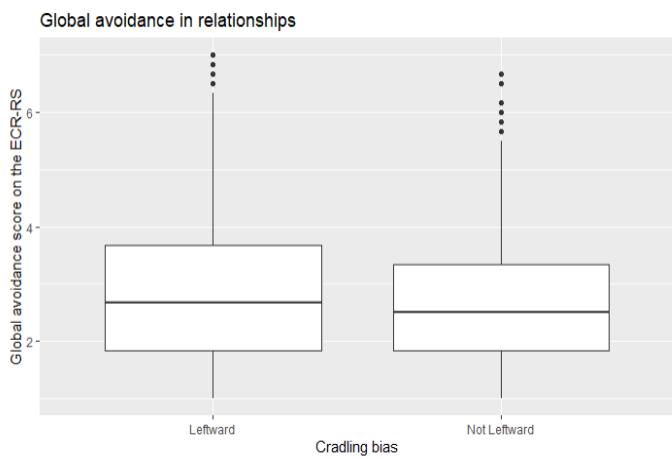 Global avoidance in relationships
Global avoidance score on the ECR-RS
6
4
2
Leftward
Not Leftward
Cradling bias